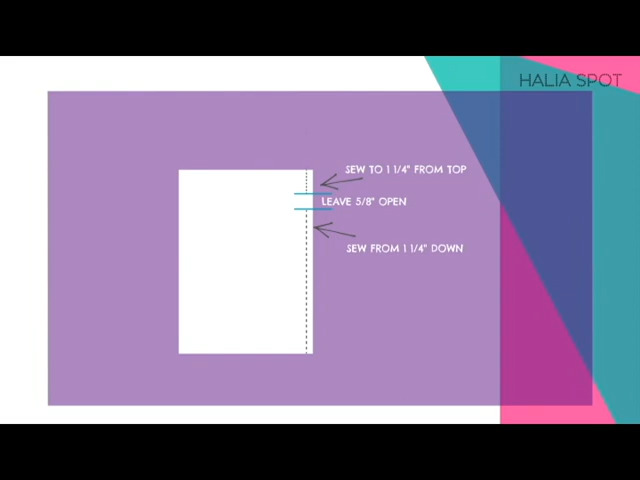 HALIA SPOT
SEW TO 1 1/4" FROM TOP
LEAVE 5/8" OPEN
SEW FROM 1 1/4" DOWN